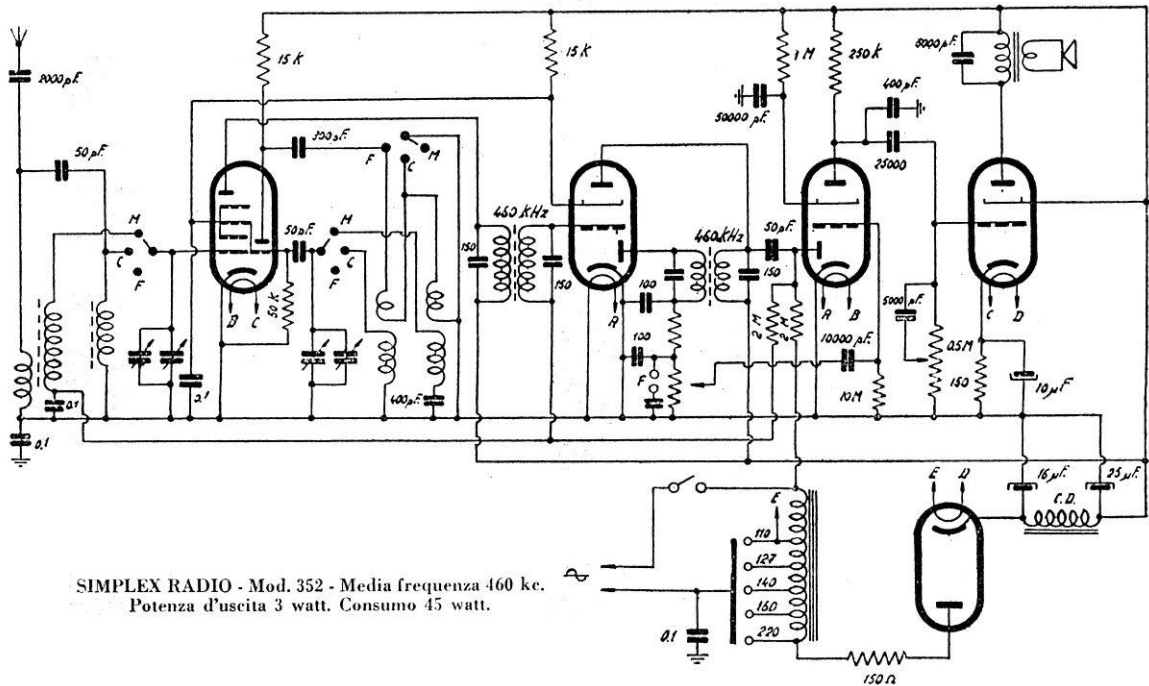 2000 pF.
50 pF.
M
C
F
0.1
0.1
15 K
300 pF.
B C
50 K
50 pF.
M
C
F
0.1
F
C
M
400 pF.
15 K
460 KHz
150
150
A
100
100
F
460 KHz
50 pF.
150
2 M
2 M
1 M
50000 pF.
250 K
400 pF.
25000
A B
10000 pF.
10 M
5000 pF.
0.5 M
5000 pF.
C D
150
10 µF
16 µF.
25 µF.
C.D.
E D
E
110
127
140
160
220
0.1
150 Ω
SIMPLEX RADIO - Mod. 352 - Media frequenza 460 kc.
Potenza d'uscita 3 watt. Consumo 45 watt.